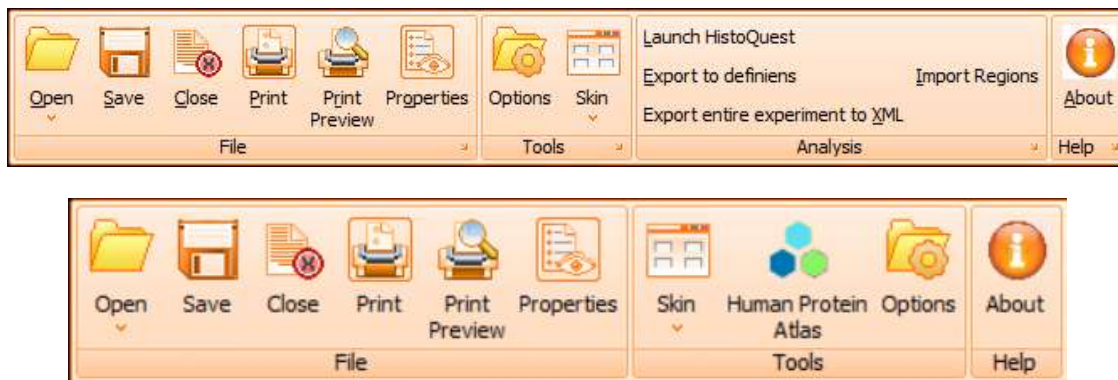 Launch HistoQuest
Export to definiens Import Regions
Open Save Close Print Print Preview Properties Options Skin About
Export entire experiment to XML
File Tools Analysis Help
Open Save Close Print Print Preview Properties Skin Human Protein Atlas Options About
File Tools Help